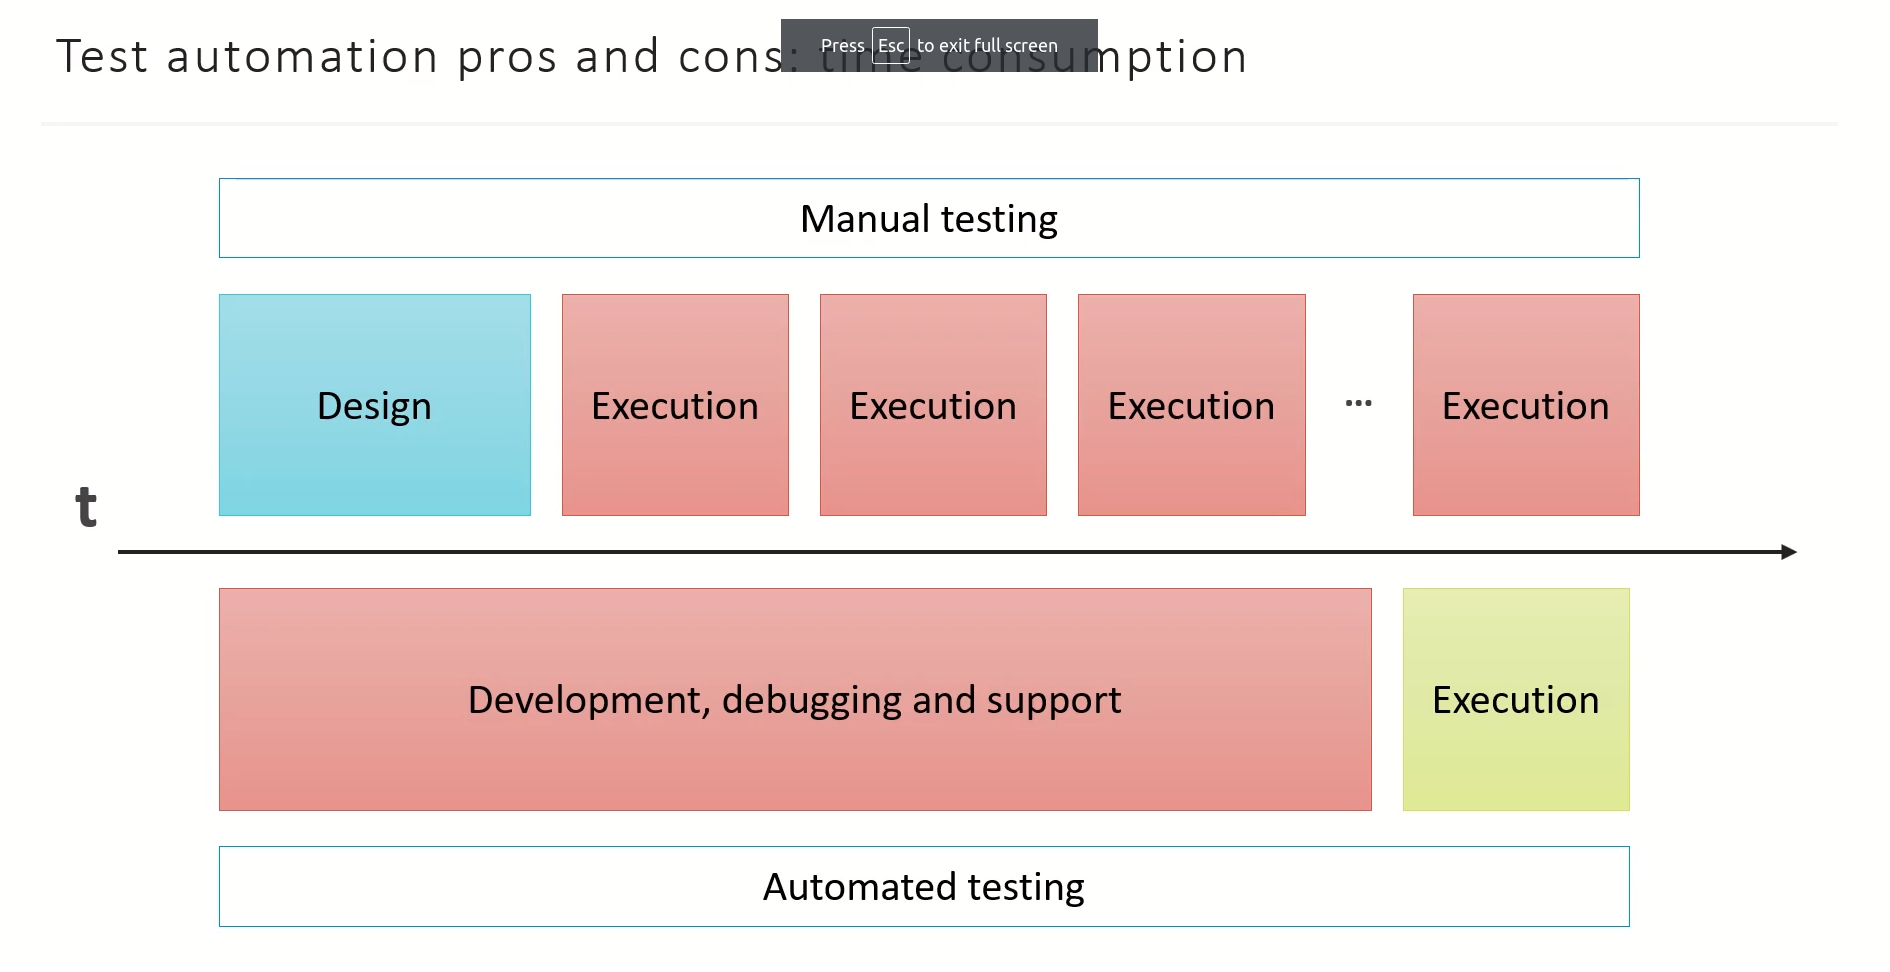 Test automation pros and cons: time consumption
Press Esc to exit full screen
Manual testing
Design
Execution
Execution
Execution
...
Execution
t
Development, debugging and support
Execution
Automated testing